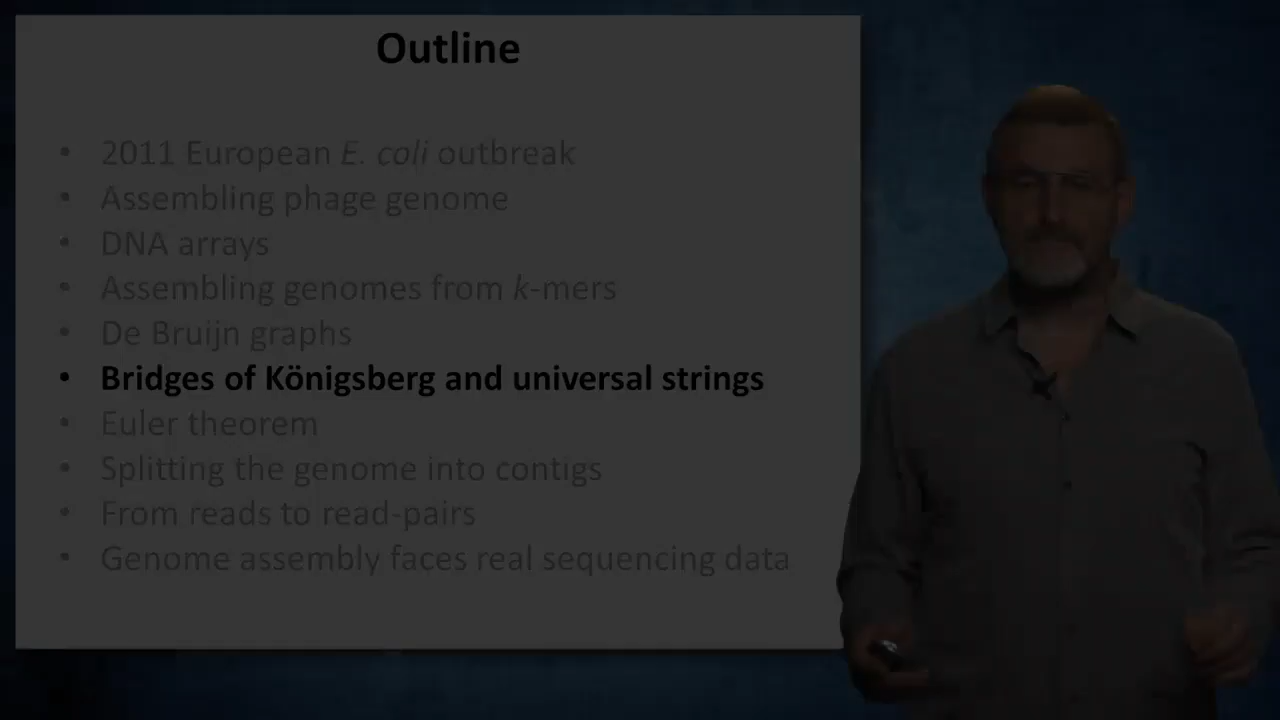 Outline
• 2011 European E. coli outbreak
• Assembling phage genome
• DNA arrays
• Assembling genomes from k-mers
• De Bruijn graphs
• Bridges of Königsberg and universal strings
• Euler theorem
• Splitting the genome into contigs
• From reads to read-pairs
• Genome assembly faces real sequencing data